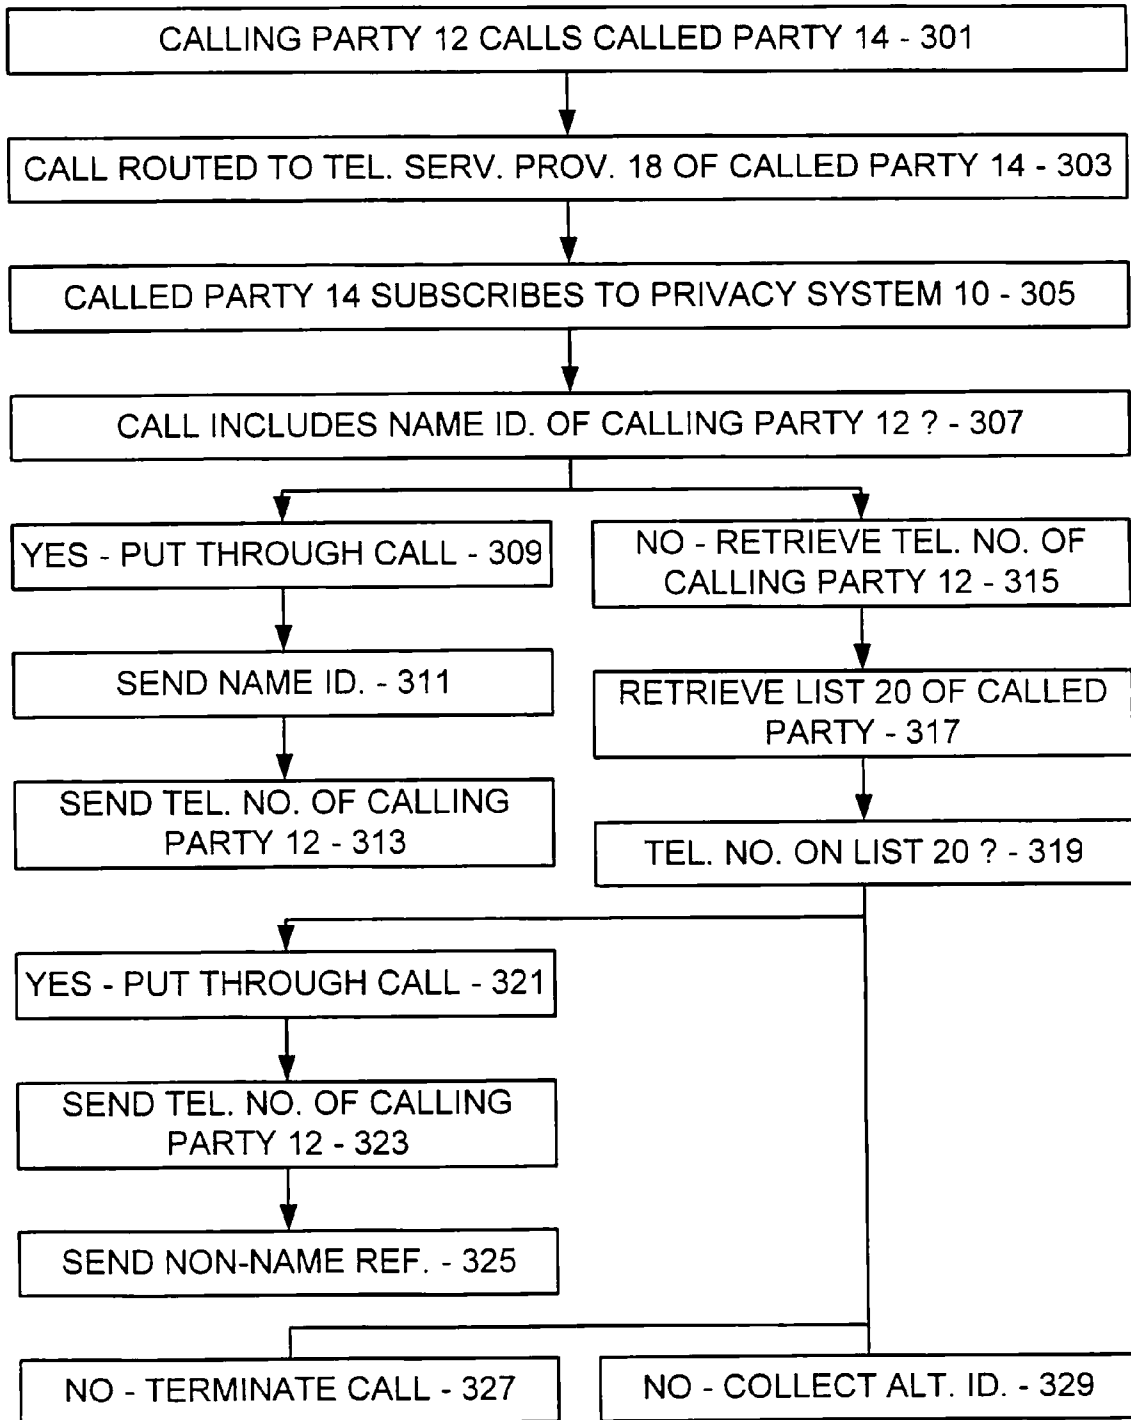 CALLING PARTY 12 CALLS CALLED PARTY 14 - 301
CALL ROUTED TO TEL. SERV. PROV. 18 OF CALLED PARTY 14 - 303
CALLED PARTY 14 SUBSCRIBES TO PRIVACY SYSTEM 10 - 305
CALL INCLUDES NAME ID. OF CALLING PARTY 12 ? - 307
YES - PUT THROUGH CALL - 309
SEND NAME ID. - 311
SEND TEL. NO. OF CALLING
PARTY 12 - 313
NO - RETRIEVE TEL. NO. OF
CALLING PARTY 12 - 315
RETRIEVE LIST 20 OF CALLED
PARTY - 317
TEL. NO. ON LIST 20 ? - 319
YES - PUT THROUGH CALL - 321
SEND TEL. NO. OF CALLING
PARTY 12 - 323
SEND NON-NAME REF. - 325
NO - TERMINATE CALL - 327
NO - COLLECT ALT. ID. - 329